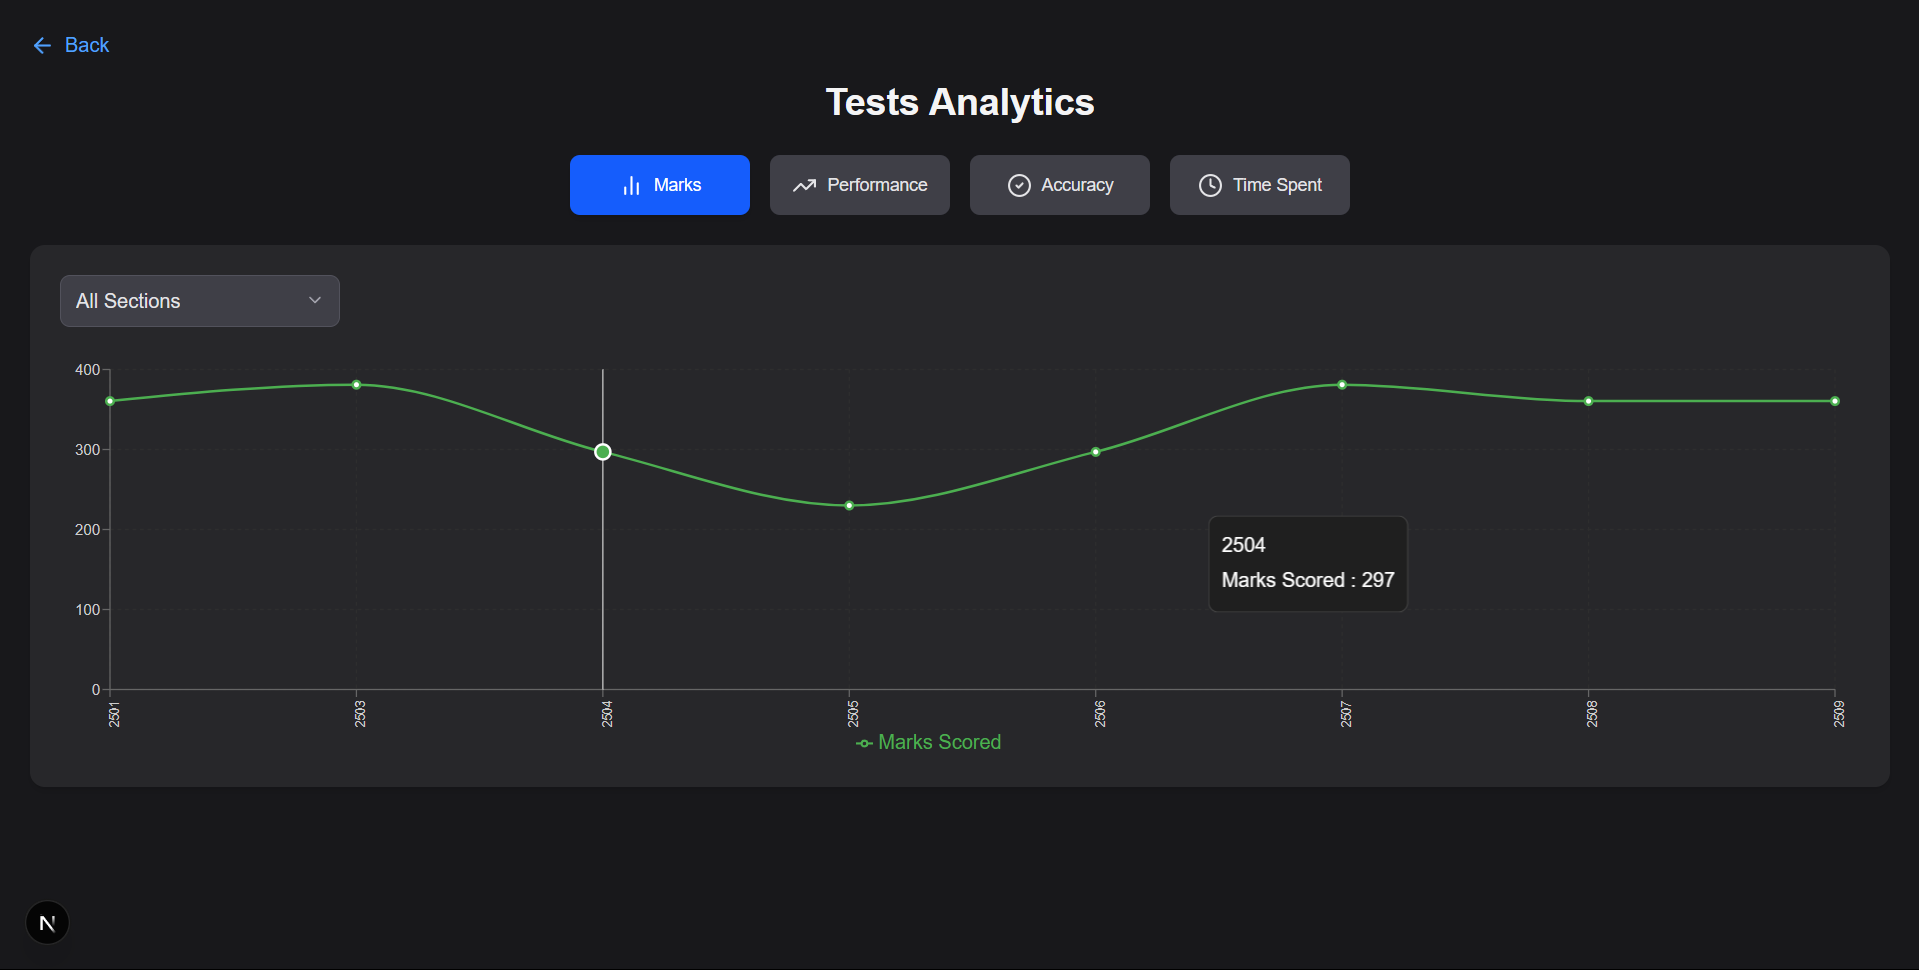 Back
Tests Analytics
Marks
Performance
Accuracy
Time Spent
All Sections
400
300
200
100
0
2504
Marks Scored : 297
2501
2503
2504
2505
2506
2507
2508
2509
Marks Scored
N